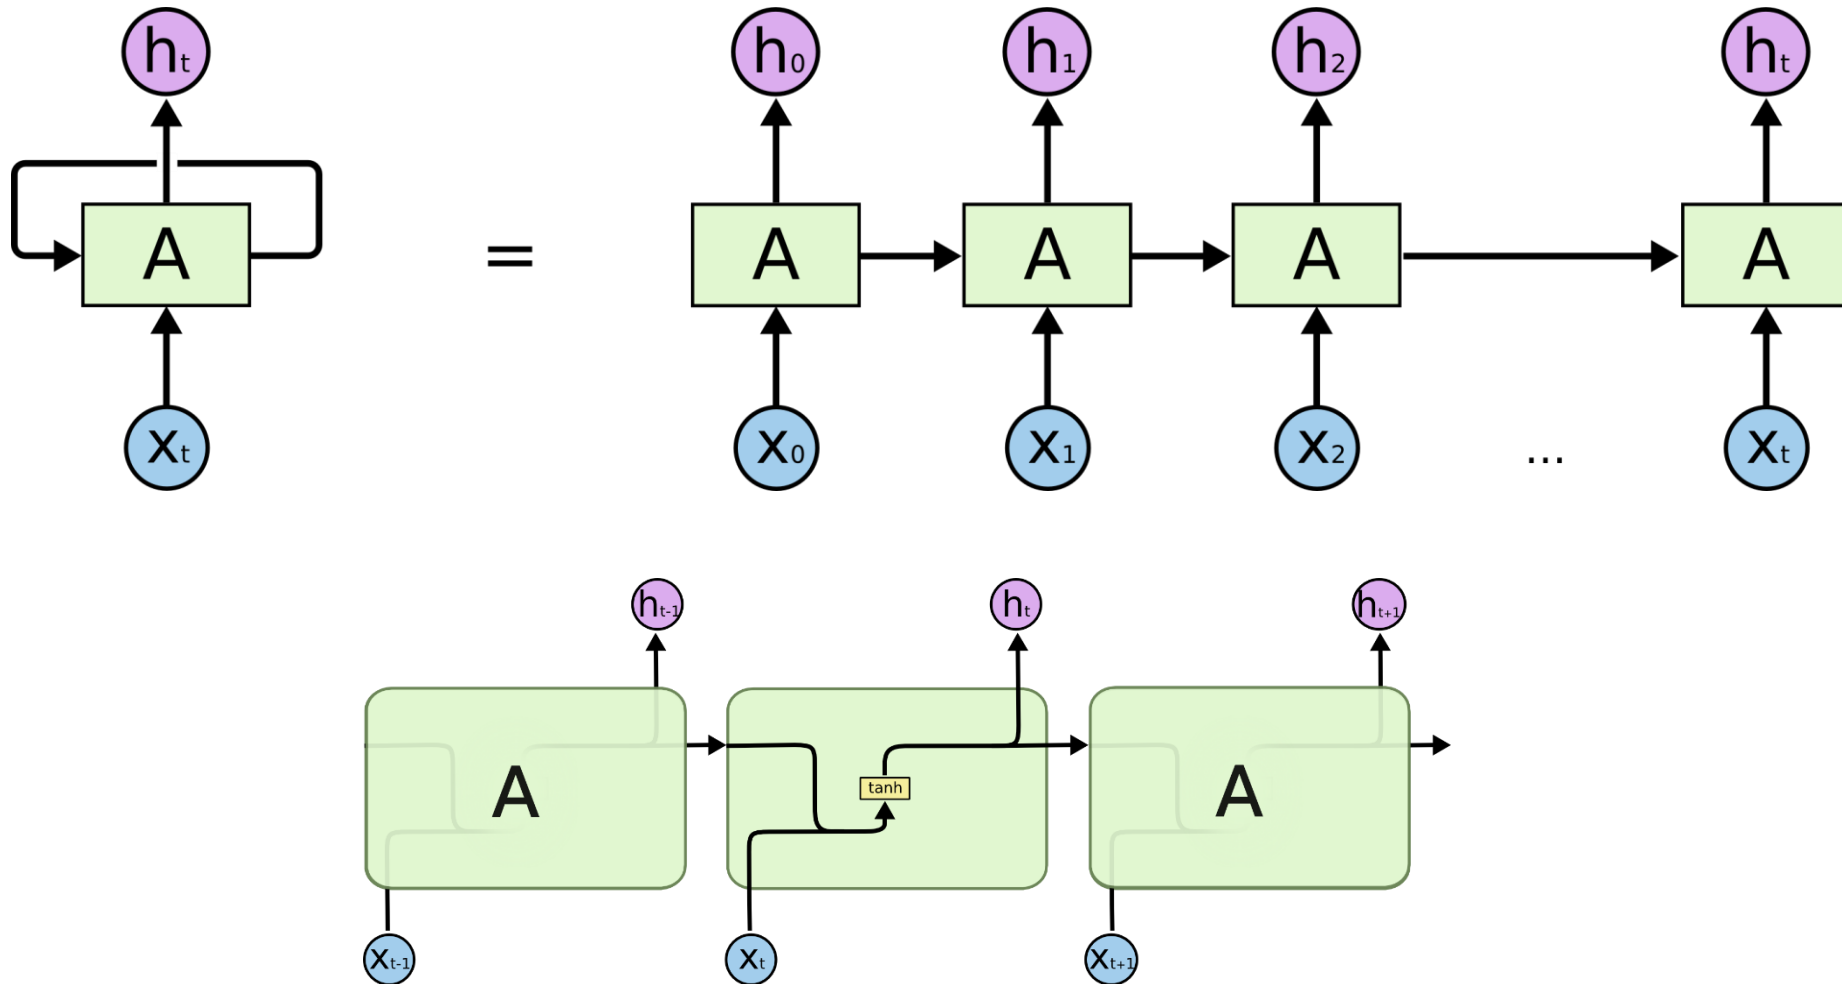 hₜ h₀ h₁ h₂ hₜ
A = A A A A
xₜ x₀ x₁ x₂ ... xₜ
hₜ₋₁ hₜ hₜ₊₁
A tanh A
xₜ₋₁ xₜ xₜ₊₁